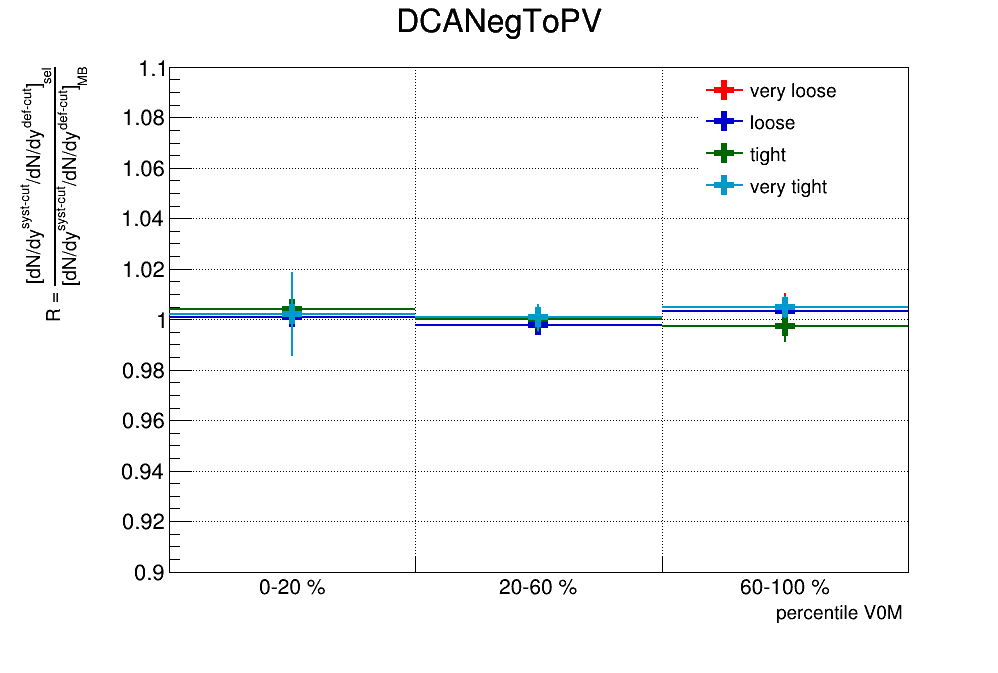 DCANegToPV
R = [dN/dy^syst-cut/dN/dy^def-cut]_sel
[dN/dy^syst-cut/dN/dy^def-cut]_MB
1.1
1.08
1.06
1.04
1.02
1
0.98
0.96
0.94
0.92
0.9
very loose
loose
tight
very tight
0-20 %
20-60 %
60-100 %
percentile V0M